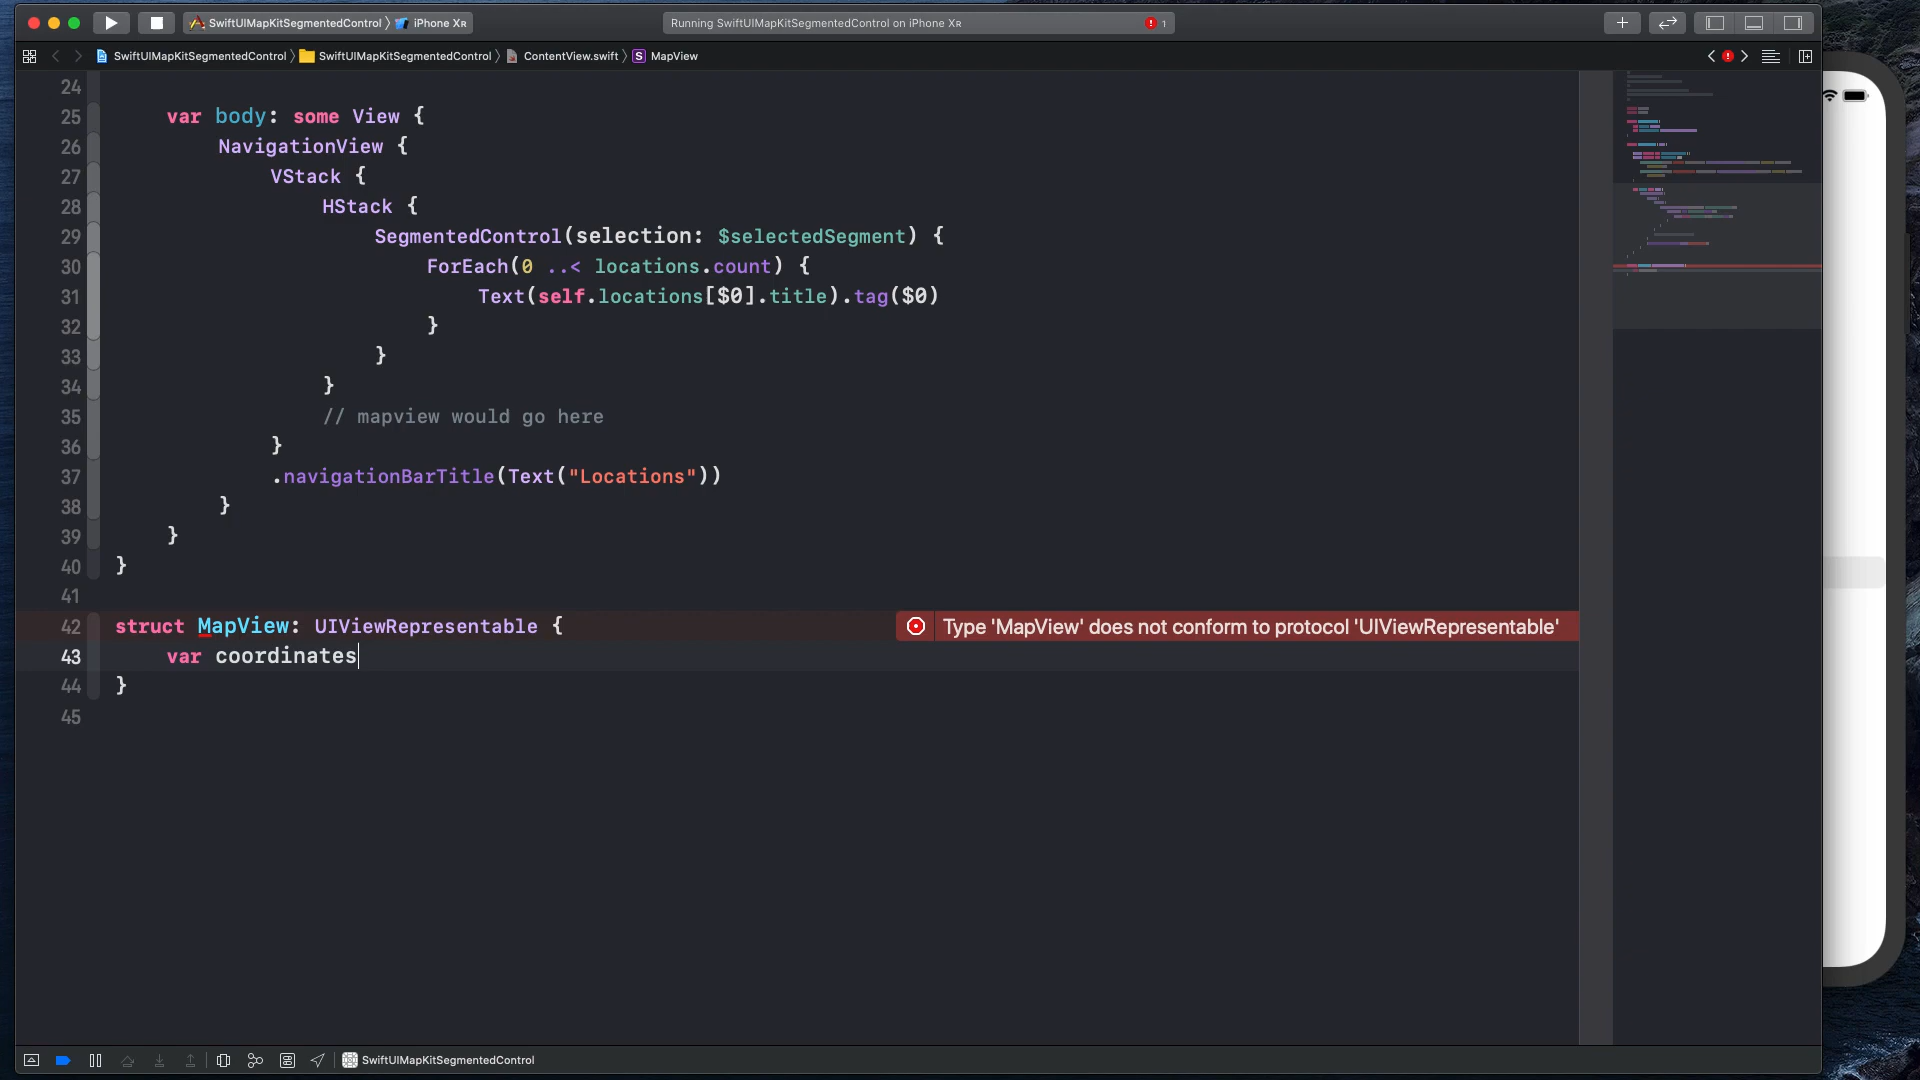 SwiftUIMapKitSegmentedControl 〉 iPhone Xʀ
Running SwiftUIMapKitSegmentedControl on iPhone Xʀ
1
SwiftUIMapKitSegmentedControl 〉 SwiftUIMapKitSegmentedControl 〉 ContentView.swift 〉 S MapView
24
25 var body: some View {
26 NavigationView {
27 VStack {
28 HStack {
29 SegmentedControl(selection: $selectedSegment) {
30 ForEach(0 ..< locations.count) {
31 Text(self.locations[$0].title).tag($0)
32 }
33 }
34 }
35 // mapview would go here
36 }
37 .navigationBarTitle(Text("Locations"))
38 }
39 }
40 }
41
42 struct MapView: UIViewRepresentable { Type 'MapView' does not conform to protocol 'UIViewRepresentable'
43 var coordinates
44 }
45
SwiftUIMapKitSegmentedControl